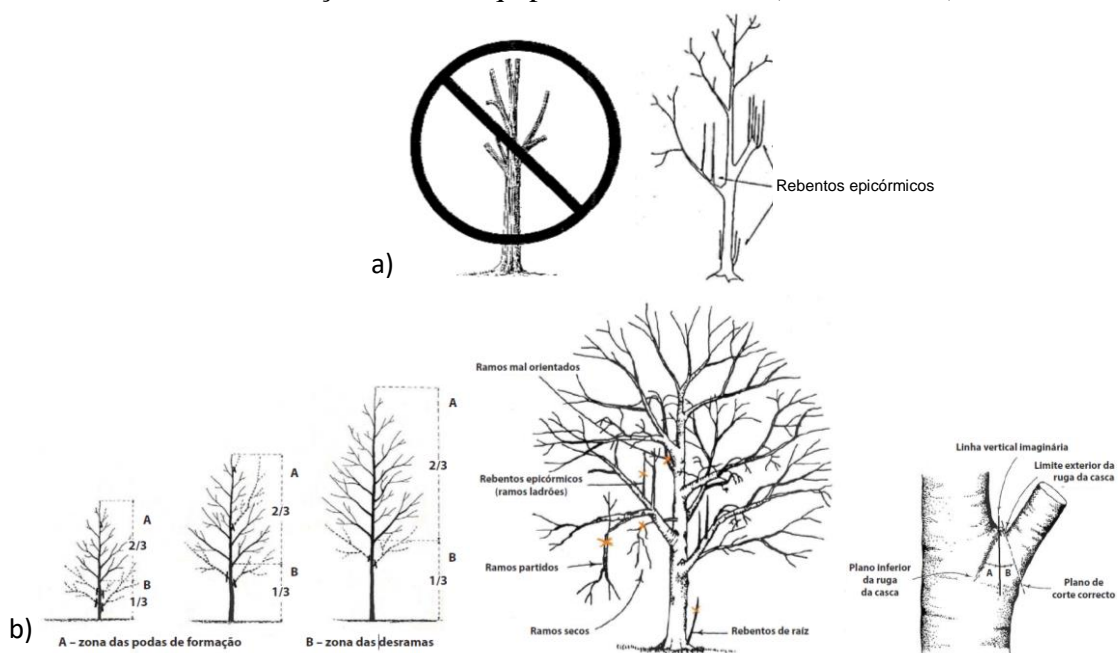 Rebentos epicórmicos
a)
A
2/3
B
1/3
A
2/3
B
1/3
A
2/3
B
1/3
b)
A – zona das podas de formação
B – zona das desramas
Ramos mal orientados
Rebentos epicórmicos
(ramos ladrões)
Ramos partidos
Ramos secos
Rebentos de raíz
Linha vertical imaginária
Limite exterior da
ruga da casca
Plano inferior
da ruga
da casca
A
B
Plano de
corte correcto